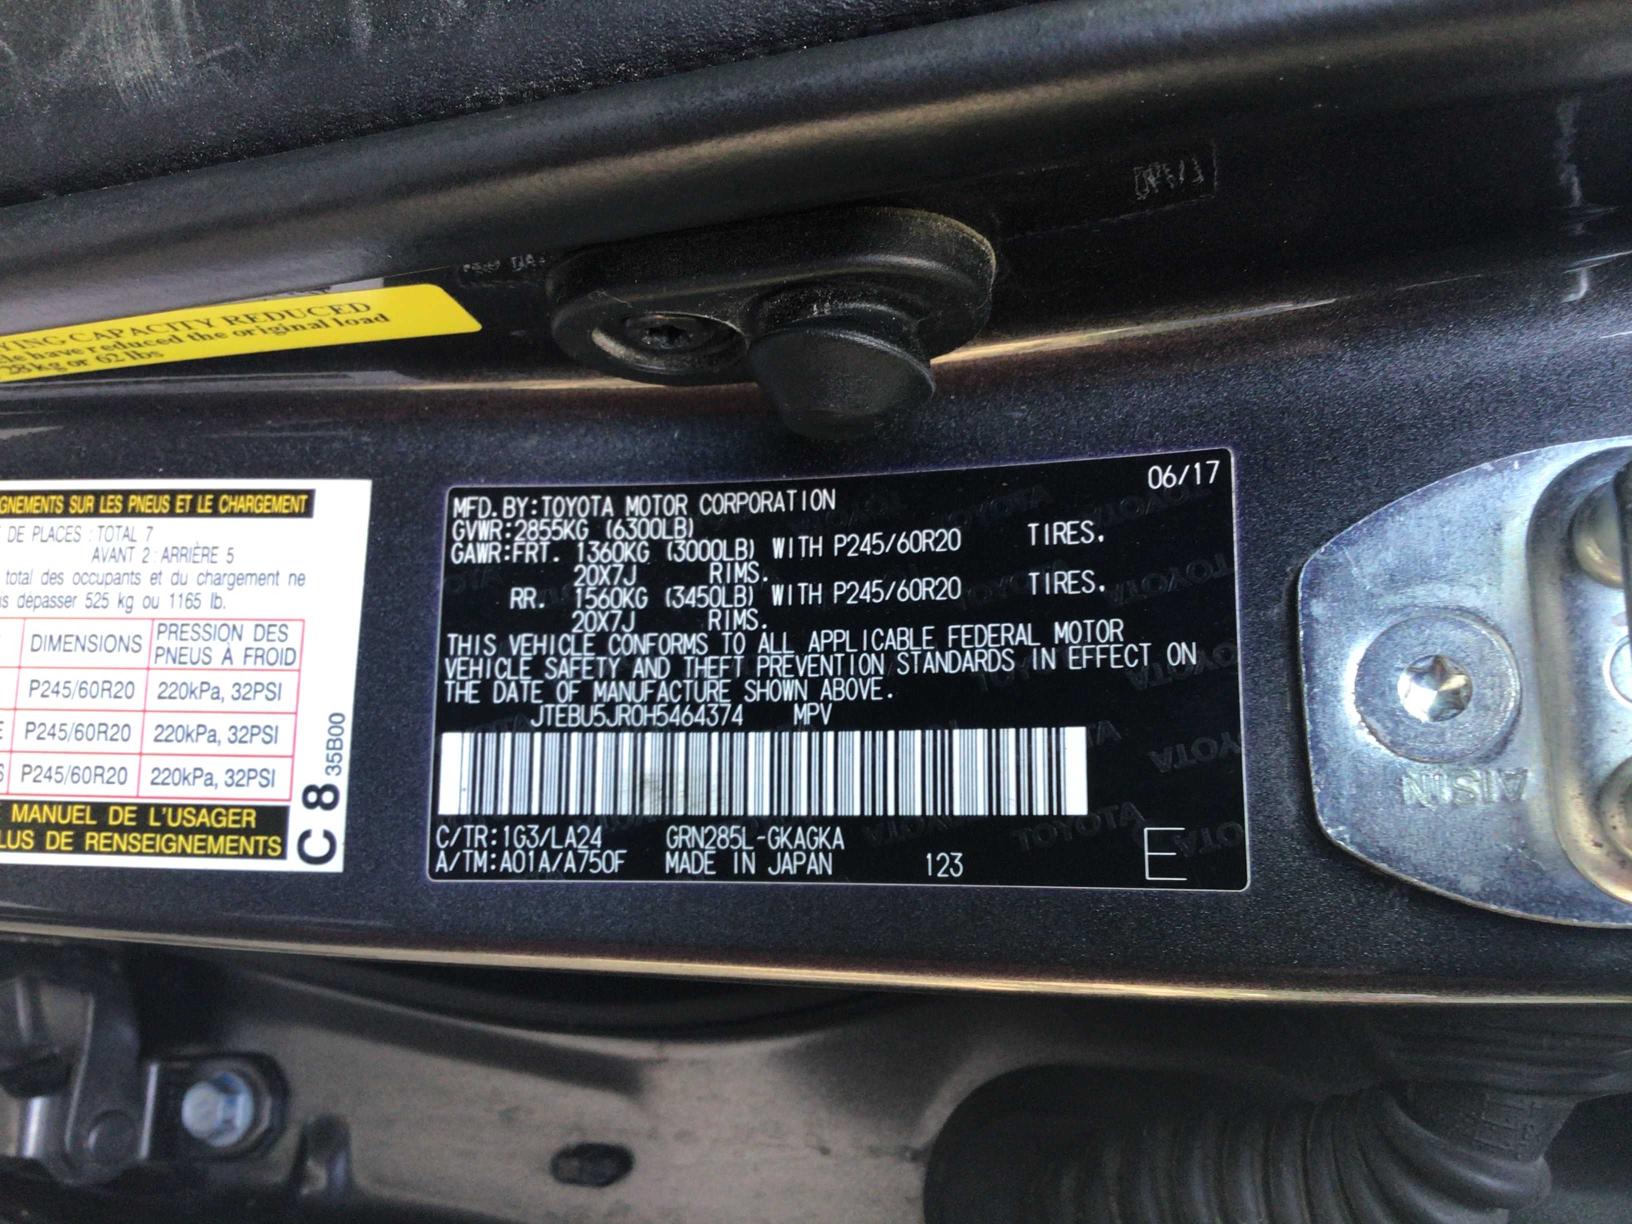 TING CAPACITY REDUCED
le have reduced the original load
28 kg or 62 lbs
GNEMENTS SUR LES PNEUS ET LE CHARGEMENT
DE PLACES : TOTAL 7
AVANT 2 : ARRIÈRE 5
total des occupants et du chargement ne
s dépasser 525 kg ou 1165 lb.
DIMENSIONS PRESSION DES
PNEUS À FROID
P245/60R20 220kPa, 32PSI
E P245/60R20 220kPa, 32PSI
S P245/60R20 220kPa, 32PSI
MANUEL DE L'USAGER
LUS DE RENSEIGNEMENTS
C 8 35B00
06/17
MFD. BY: TOYOTA MOTOR CORPORATION
GVWR: 2855KG (6300LB)
GAWR: FRT. 1360KG (3000LB) WITH P245/60R20 TIRES.
20X7J RIMS.
RR. 1560KG (3450LB) WITH P245/60R20 TIRES.
20X7J RIMS.
THIS VEHICLE CONFORMS TO ALL APPLICABLE FEDERAL MOTOR
VEHICLE SAFETY AND THEFT PREVENTION STANDARDS IN EFFECT ON
THE DATE OF MANUFACTURE SHOWN ABOVE.
JTEBU5JR0H5464374 MPV
C/TR: 1G3/LA24 GRN285L-GKAGKA
A/TM: A01A/A750F MADE IN JAPAN 123 E
AISIN